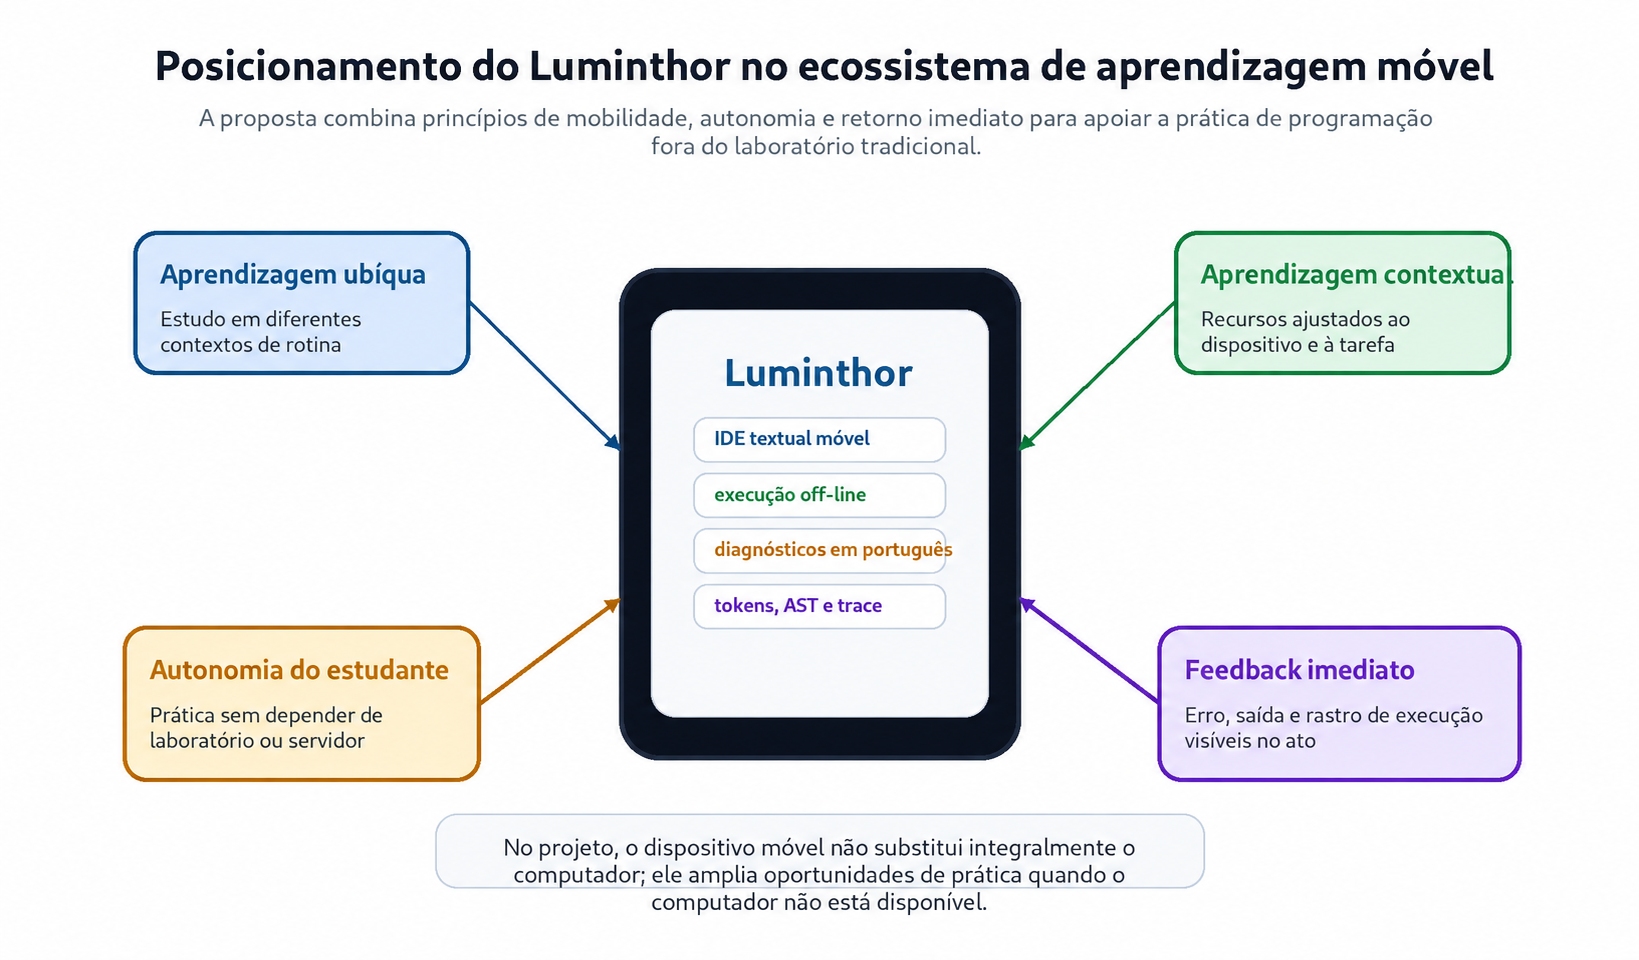 Posicionamento do Luminthor no ecossistema de aprendizagem móvel
A proposta combina princípios de mobilidade, autonomia e retorno imediato para apoiar a prática de programação
fora do laboratório tradicional.
Aprendizagem ubíqua
Estudo em diferentes
contextos de rotina
Aprendizagem contextual
Recursos ajustados ao
dispositivo e à tarefa
Luminthor
IDE textual móvel
execução off-line
diagnósticos em português
tokens, AST e trace
Autonomia do estudante
Prática sem depender de
laboratório ou servidor
Feedback imediato
Erro, saída e rastro de execução
visíveis no ato
No projeto, o dispositivo móvel não substitui integralmente o
computador; ele amplia oportunidades de prática quando o
computador não está disponível.